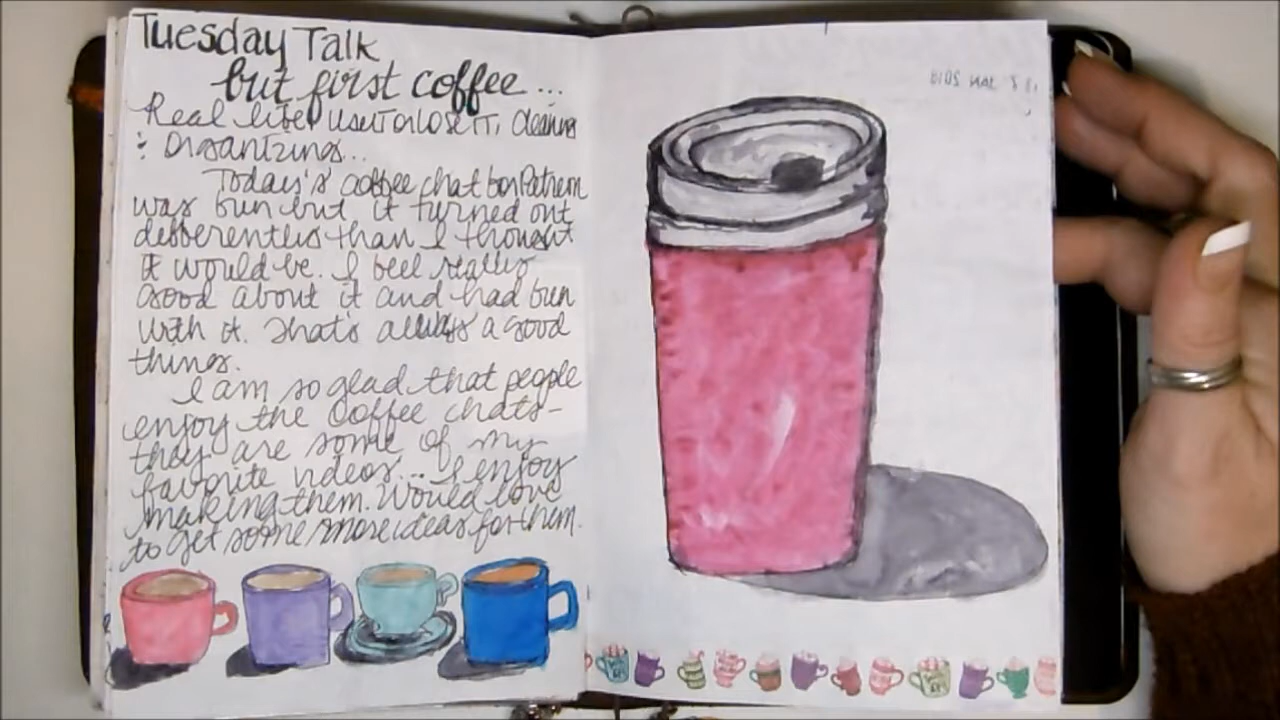 Tuesday Talk
but first coffee...
Real life, USE IT OR LOSE IT, Cleaning
& Organizing...
Today's coffee chat for Patreon
was fun but it turned out
differently than I thought
it would be. I feel really
good about it and had fun
with it. That's always a good
thing.
I am so glad that people
enjoy the coffee chats-
they are some of my
favorite videos... I enjoy
making them. Would love
to get some more ideas for them.